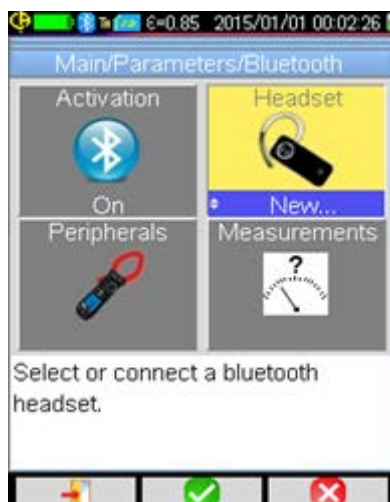 ε=0.85 2015/01/01 00:02:26
Main/Parameters/Bluetooth
Activation Headset
On New...
Peripherals Measurements
?
Select or connect a bluetooth
headset.